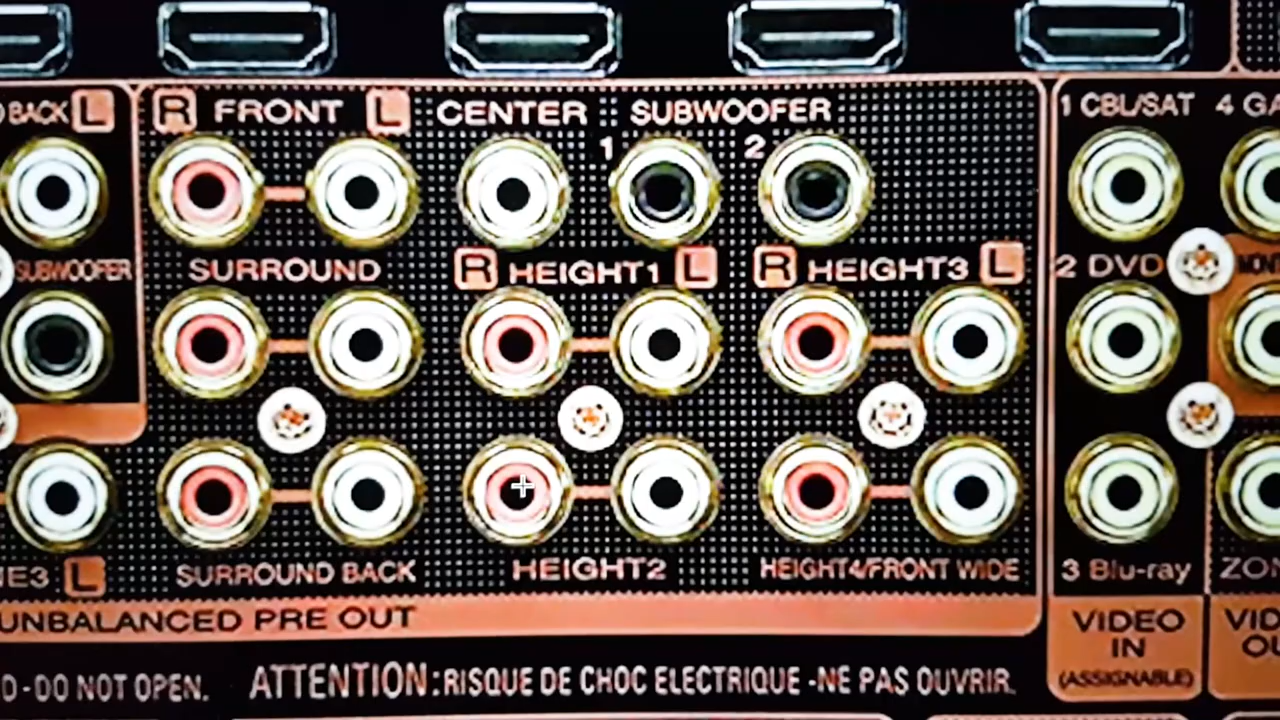 BACK L R FRONT L CENTER SUBWOOFER 1 CBL/SAT 4
1 2
SUBWOOFER SURROUND R HEIGHT1 L R HEIGHT3 L 2 DVD
L SURROUND BACK HEIGHT2 HEIGHT4/FRONT WIDE 3 Blu-ray
UNBALANCED PRE OUT VIDEO
IN
(ASSIGNABLE)
-DO NOT OPEN. ATTENTION:RISQUE DE CHOC ELECTRIQUE -NE PAS OUVRIR.